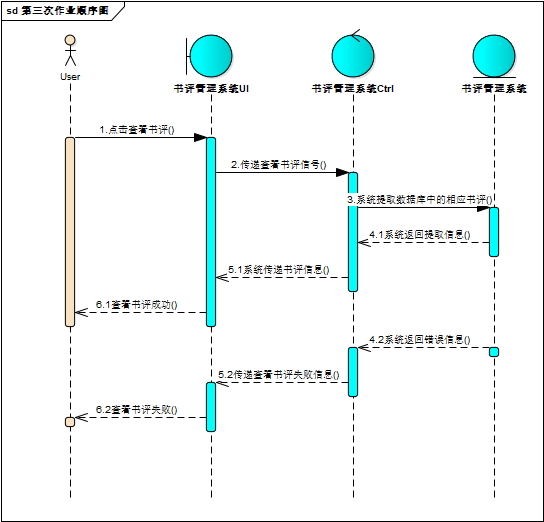 sd 第三次作业顺序图
User
书评管理系统UI
书评管理系统Ctrl
书评管理系统
1.点击查看书评()
2.传递查看书评信号()
3.系统提取数据库中的相应书评()
4.1系统返回提取信息()
5.1系统传递书评信息()
6.1查看书评成功()
4.2系统返回错误信息()
5.2传递查看书评失败信息()
6.2查看书评失败()